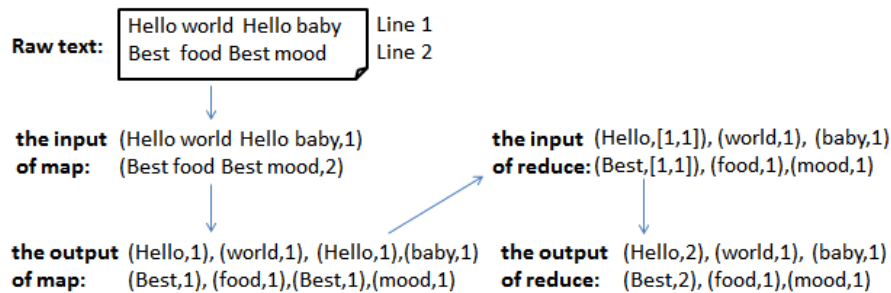 Raw text:
Hello world Hello baby Line 1
Best food Best mood Line 2
the input (Hello world Hello baby,1)
of map: (Best food Best mood,2)
the output (Hello,1), (world,1), (Hello,1),(baby,1)
of map: (Best,1), (food,1),(Best,1),(mood,1)
the input (Hello,[1,1]), (world,1), (baby,1)
of reduce: (Best,[1,1]), (food,1),(mood,1)
the output (Hello,2), (world,1), (baby,1)
of reduce: (Best,2), (food,1),(mood,1)